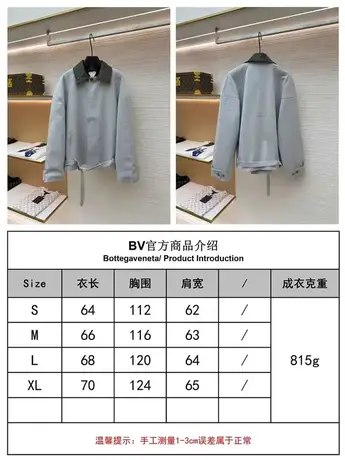 BV官方商品介绍
Bottegaveneta/ Product Introduction
Size 衣长 胸围 肩宽 / 成衣克重
S 64 112 62 /
M 66 116 63 /
L 68 120 64 / 815g
XL 70 124 65 /
/
温馨提示：手工测量1-3cm误差属于正常